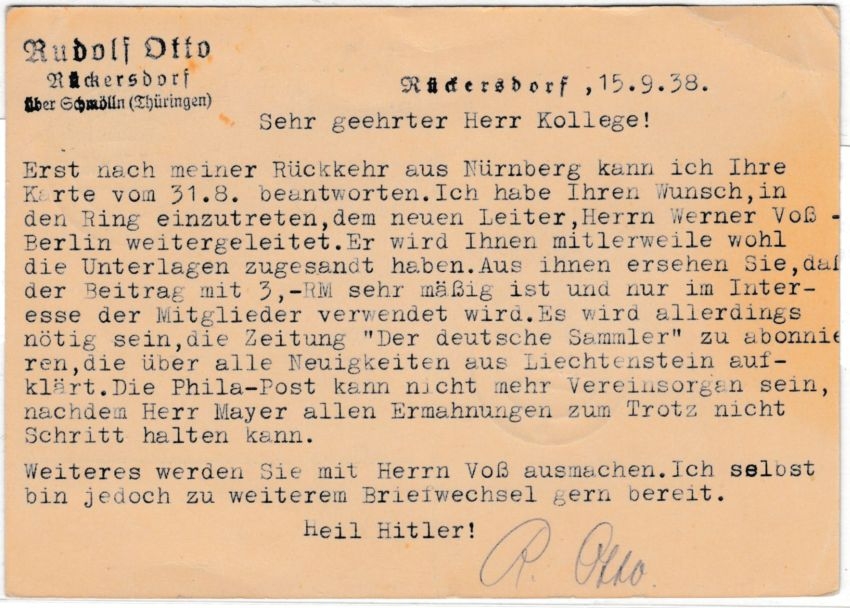 Rudolf Otto
Rückersdorf
über Schmölln (Thüringen)
Rückersdorf ,15.9.38.
Sehr geehrter Herr Kollege!
Erst nach meiner Rückkehr aus Nürnberg kann ich Ihre
Karte vom 31.8. beantworten.Ich habe Ihren Wunsch,in
den Ring einzutreten,dem neuen Leiter,Herrn Werner Voß -
Berlin weitergeleitet.Er wird Ihnen mitlerweile wohl
die Unterlagen zugesandt haben.Aus ihnen ersehen Sie,daß
der Beitrag mit 3,-RM sehr mäßig ist und nur im Inter-
esse der Mitglieder verwendet wird.Es wird allerdings
nötig sein,die Zeitung "Der deutsche Sammler" zu abonnie
ren,die über alle Neuigkeiten aus Liechtenstein auf-
klärt.Die Phila-Post kann nicht mehr Vereinsorgan sein,
nachdem Herr Mayer allen Ermahnungen zum Trotz nicht
Schritt halten kann.
Weiteres werden Sie mit Herrn Voß ausmachen.Ich selbst
bin jedoch zu weiterem Briefwechsel gern bereit.
Heil Hitler!
R. Otto.